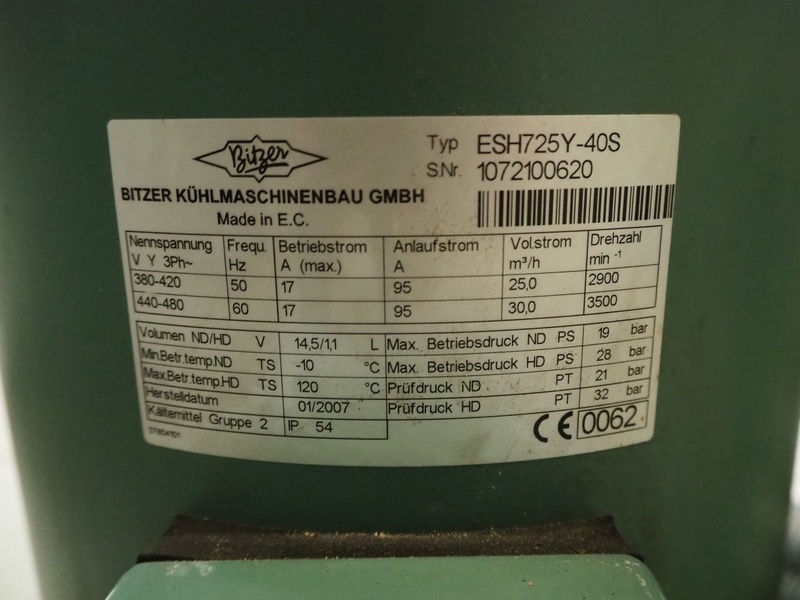 Bitzer
Typ ESH725Y-40S
S.Nr. 1072100620
BITZER KÜHLMASCHINENBAU GMBH
Made in E.C.
Nennspannung Frequ. Betriebstrom Anlaufstrom Vol.strom Drehzahl
V Y 3Ph~ Hz A (max.) A m³/h min -1
380-420 50 17 95 25,0 2900
440-480 60 17 95 30,0 3500
Volumen ND/HD V 14,5/1,1 L Max. Betriebsdruck ND PS 19 bar
Min.Betr.temp.ND TS -10 °C Max. Betriebsdruck HD PS 28 bar
Max.Betr.temp.HD TS 120 °C Prüfdruck ND PT 21 bar
Herstelldatum 01/2007 Prüfdruck HD PT 32 bar
Kältemittel Gruppe 2 IP 54
CE 0062
37804101